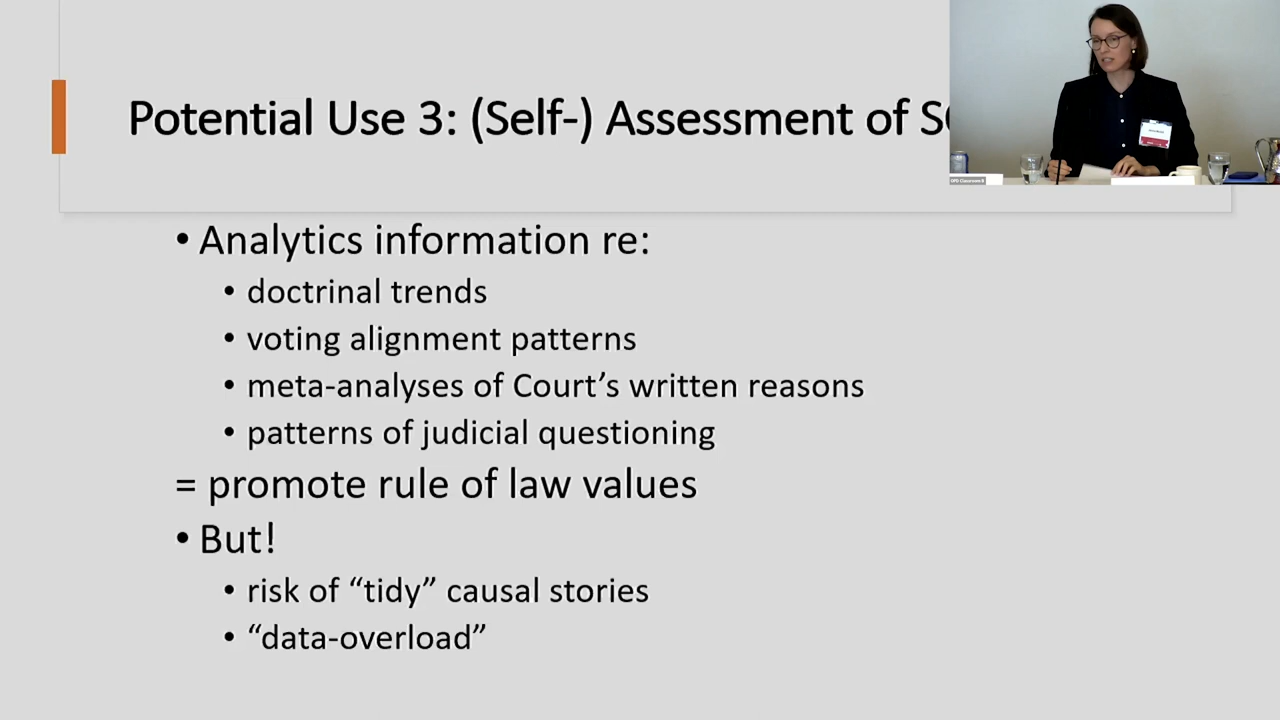 Potential Use 3: (Self-) Assessment of
• Analytics information re:
• doctrinal trends
• voting alignment patterns
• meta-analyses of Court’s written reasons
• patterns of judicial questioning
= promote rule of law values
• But!
• risk of “tidy” causal stories
• “data-overload”